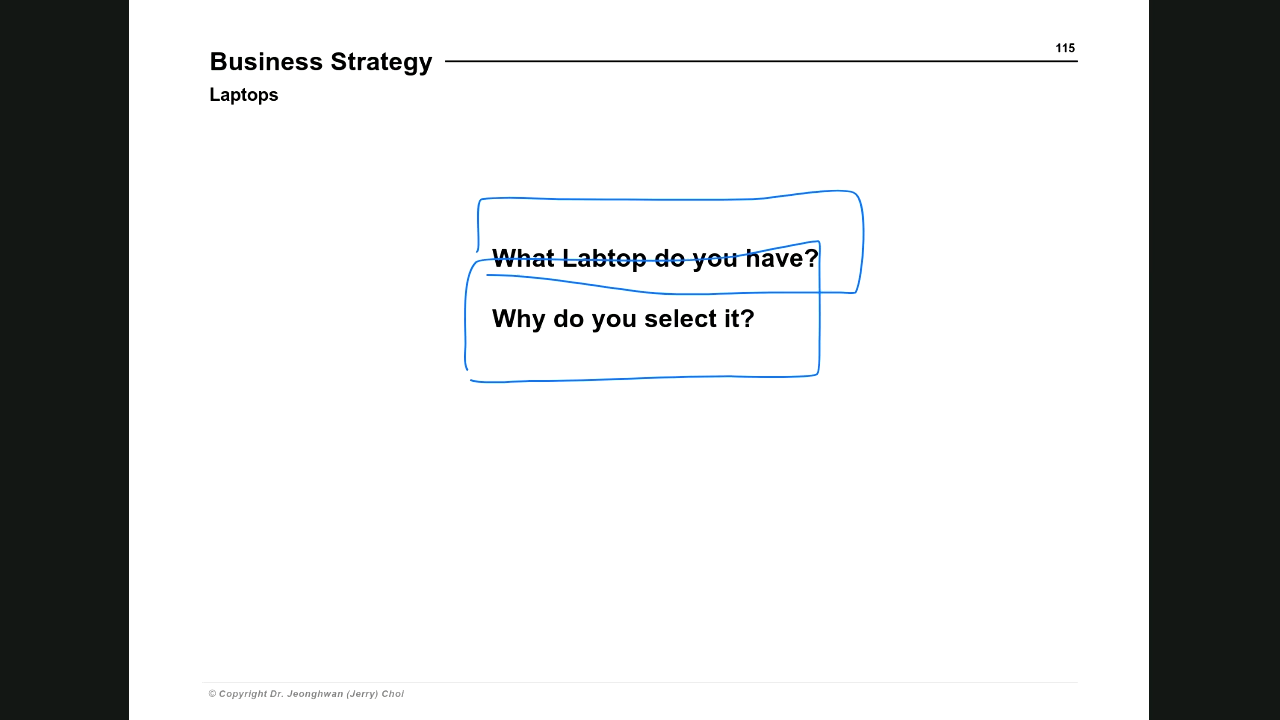 115
Business Strategy
Laptops
What Labtop do you have?
Why do you select it?
© Copyright Dr. Jeonghwan (Jerry) Choi